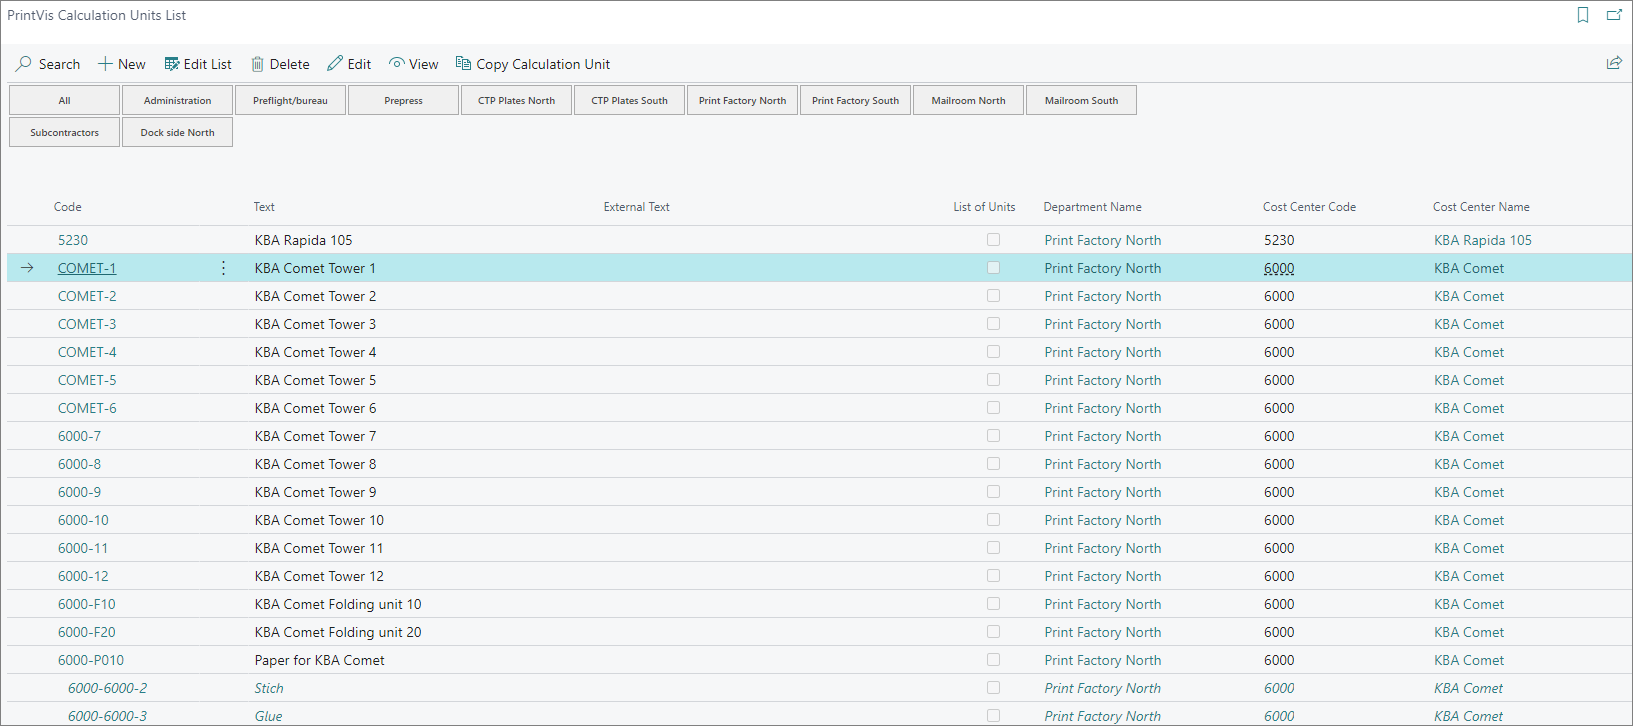 PrintVis Calculation Units List
Search New Edit List Delete Edit View Copy Calculation Unit
All Administration Preflight/bureau Prepress CTP Plates North CTP Plates South Print Factory North Print Factory South Mailroom North Mailroom South
Subcontractors Dock side North
Code Text External Text List of Units Department Name Cost Center Code Cost Center Name
5230 KBA Rapida 105 Print Factory North 5230 KBA Rapida 105
COMET-1 KBA Comet Tower 1 Print Factory North 6000 KBA Comet
COMET-2 KBA Comet Tower 2 Print Factory North 6000 KBA Comet
COMET-3 KBA Comet Tower 3 Print Factory North 6000 KBA Comet
COMET-4 KBA Comet Tower 4 Print Factory North 6000 KBA Comet
COMET-5 KBA Comet Tower 5 Print Factory North 6000 KBA Comet
COMET-6 KBA Comet Tower 6 Print Factory North 6000 KBA Comet
6000-7 KBA Comet Tower 7 Print Factory North 6000 KBA Comet
6000-8 KBA Comet Tower 8 Print Factory North 6000 KBA Comet
6000-9 KBA Comet Tower 9 Print Factory North 6000 KBA Comet
6000-10 KBA Comet Tower 10 Print Factory North 6000 KBA Comet
6000-11 KBA Comet Tower 11 Print Factory North 6000 KBA Comet
6000-12 KBA Comet Tower 12 Print Factory North 6000 KBA Comet
6000-F10 KBA Comet Folding unit 10 Print Factory North 6000 KBA Comet
6000-F20 KBA Comet Folding unit 20 Print Factory North 6000 KBA Comet
6000-P010 Paper for KBA Comet Print Factory North 6000 KBA Comet
6000-6000-2 Stich Print Factory North 6000 KBA Comet
6000-6000-3 Glue Print Factory North 6000 KBA Comet